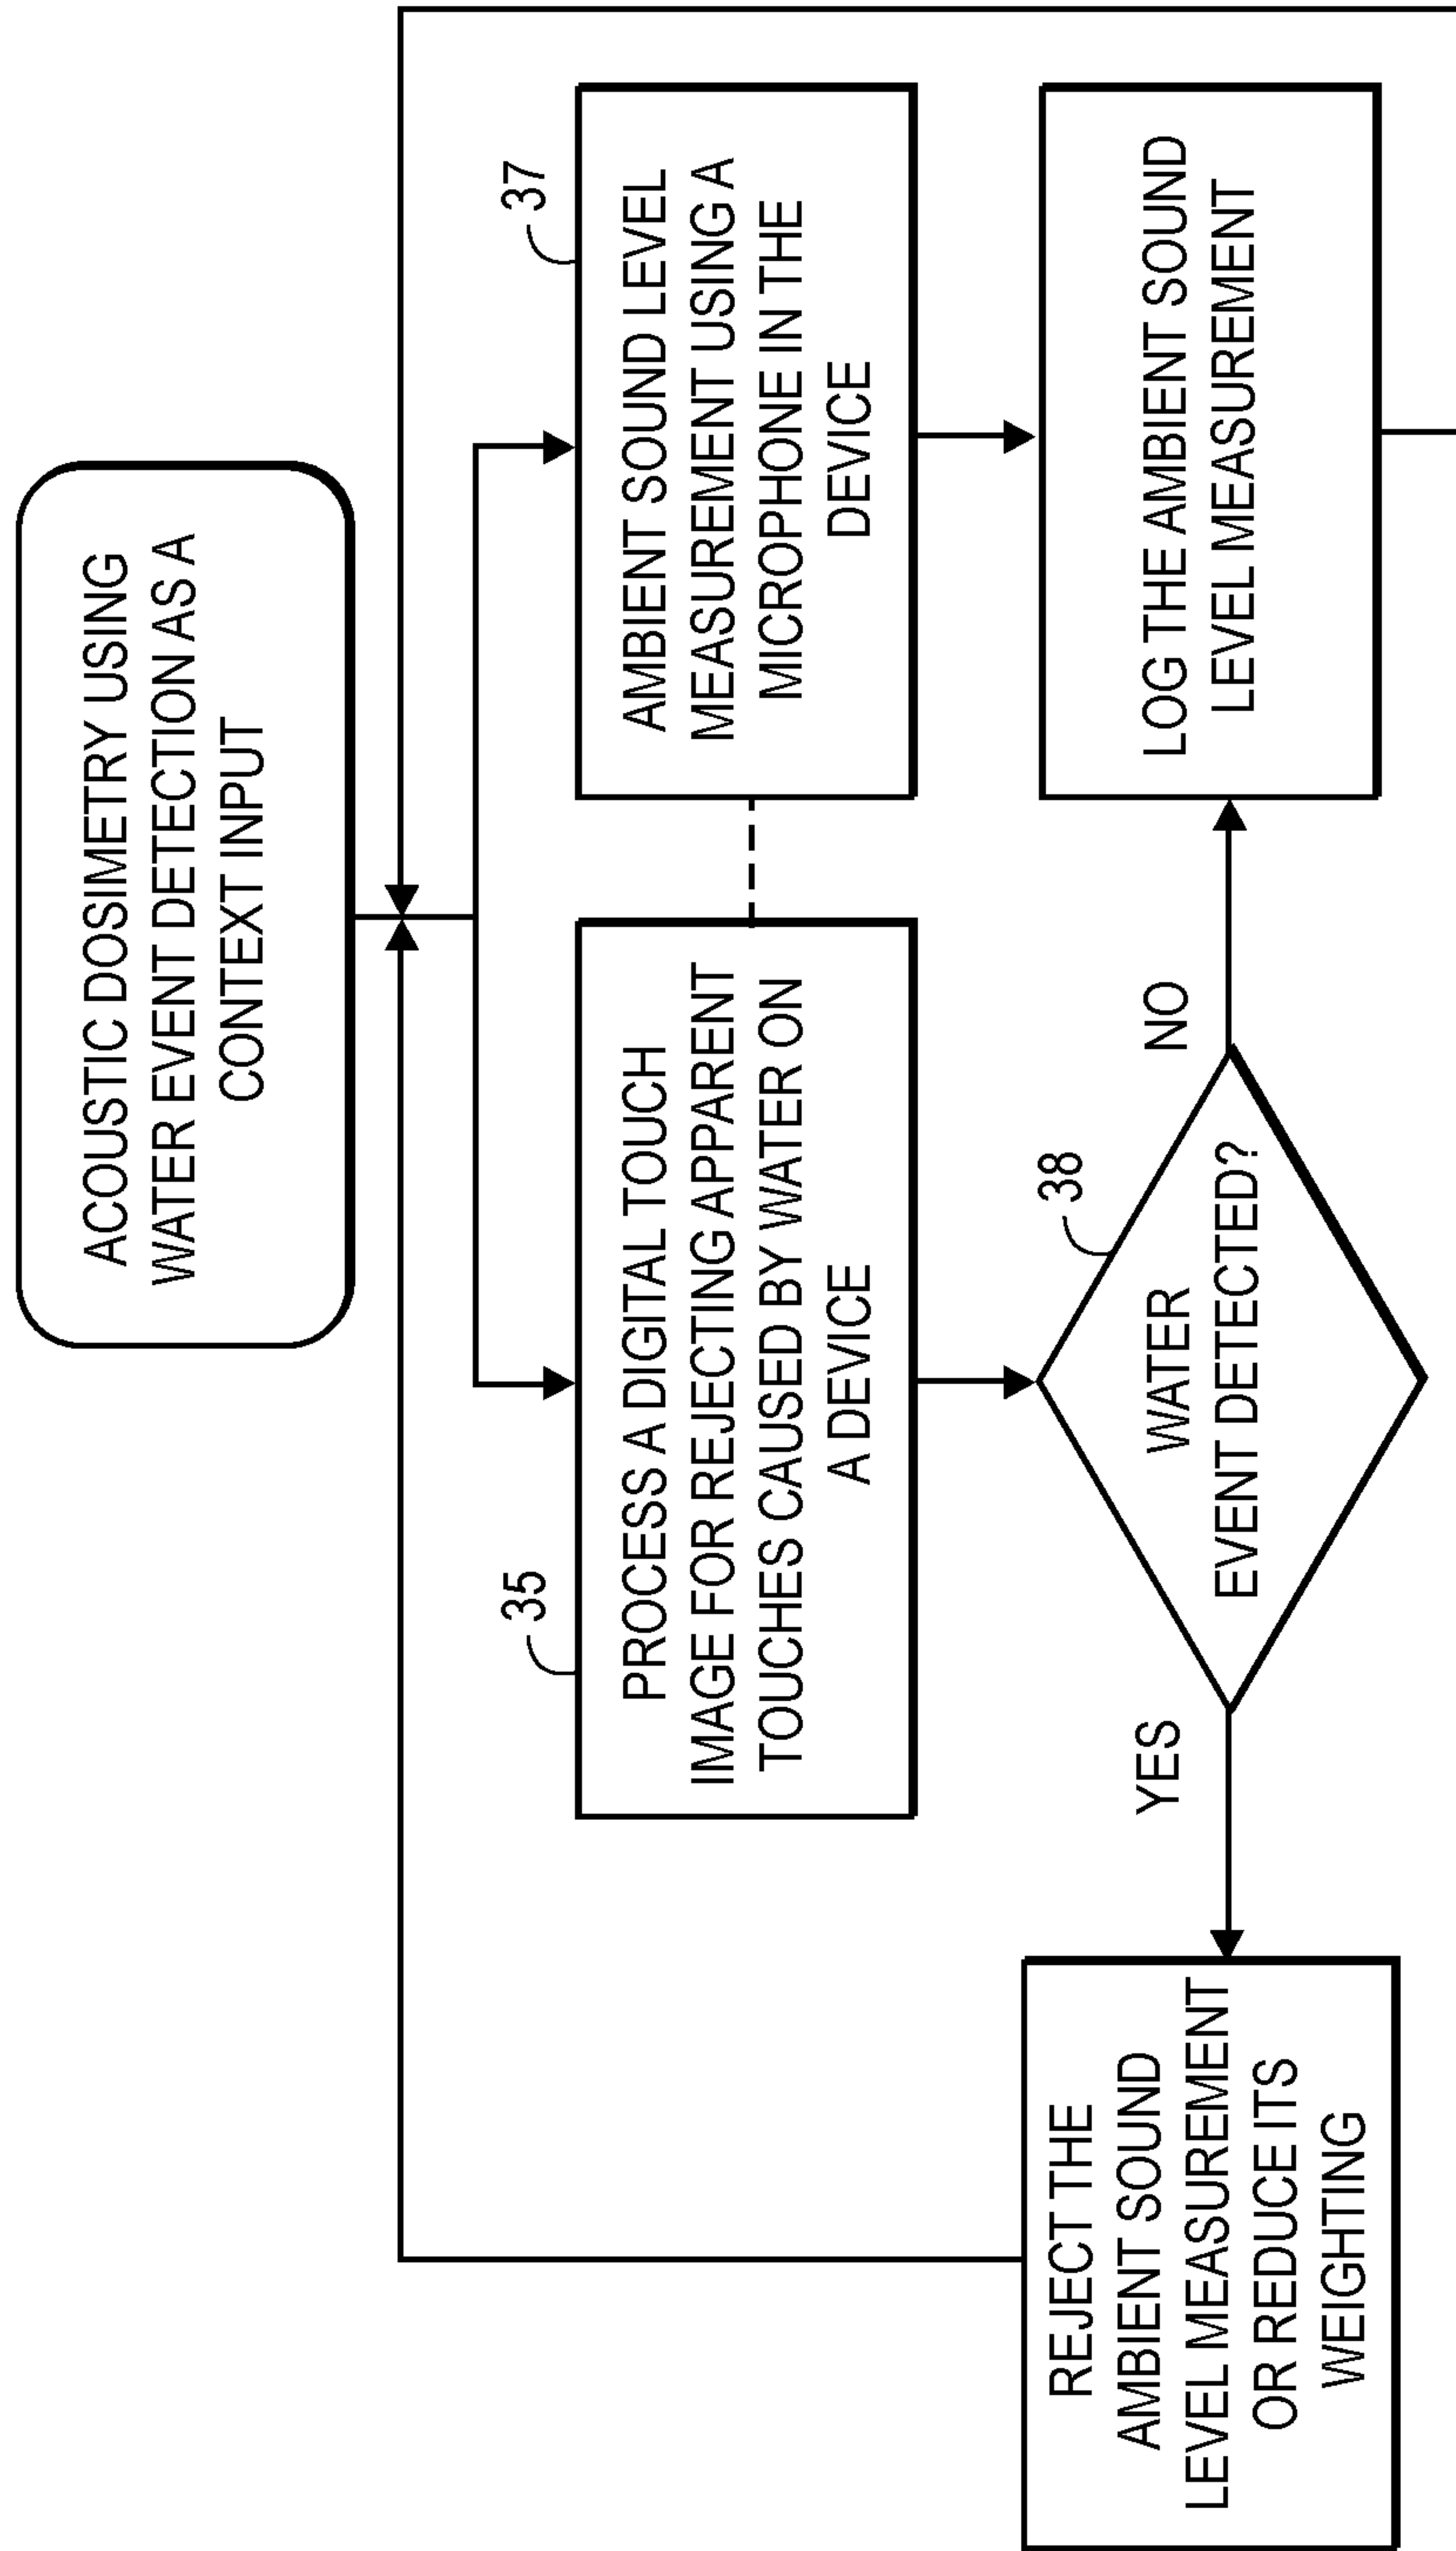 ACOUSTIC DOSIMETRY USING
WATER EVENT DETECTION AS A
CONTEXT INPUT
35
PROCESS A DIGITAL TOUCH
IMAGE FOR REJECTING APPARENT
TOUCHES CAUSED BY WATER ON
A DEVICE
37
AMBIENT SOUND LEVEL
MEASUREMENT USING A
MICROPHONE IN THE
DEVICE
38
WATER
EVENT DETECTED?
YES
NO
REJECT THE
AMBIENT SOUND
LEVEL MEASUREMENT
OR REDUCE ITS
WEIGHTING
LOG THE AMBIENT SOUND
LEVEL MEASUREMENT